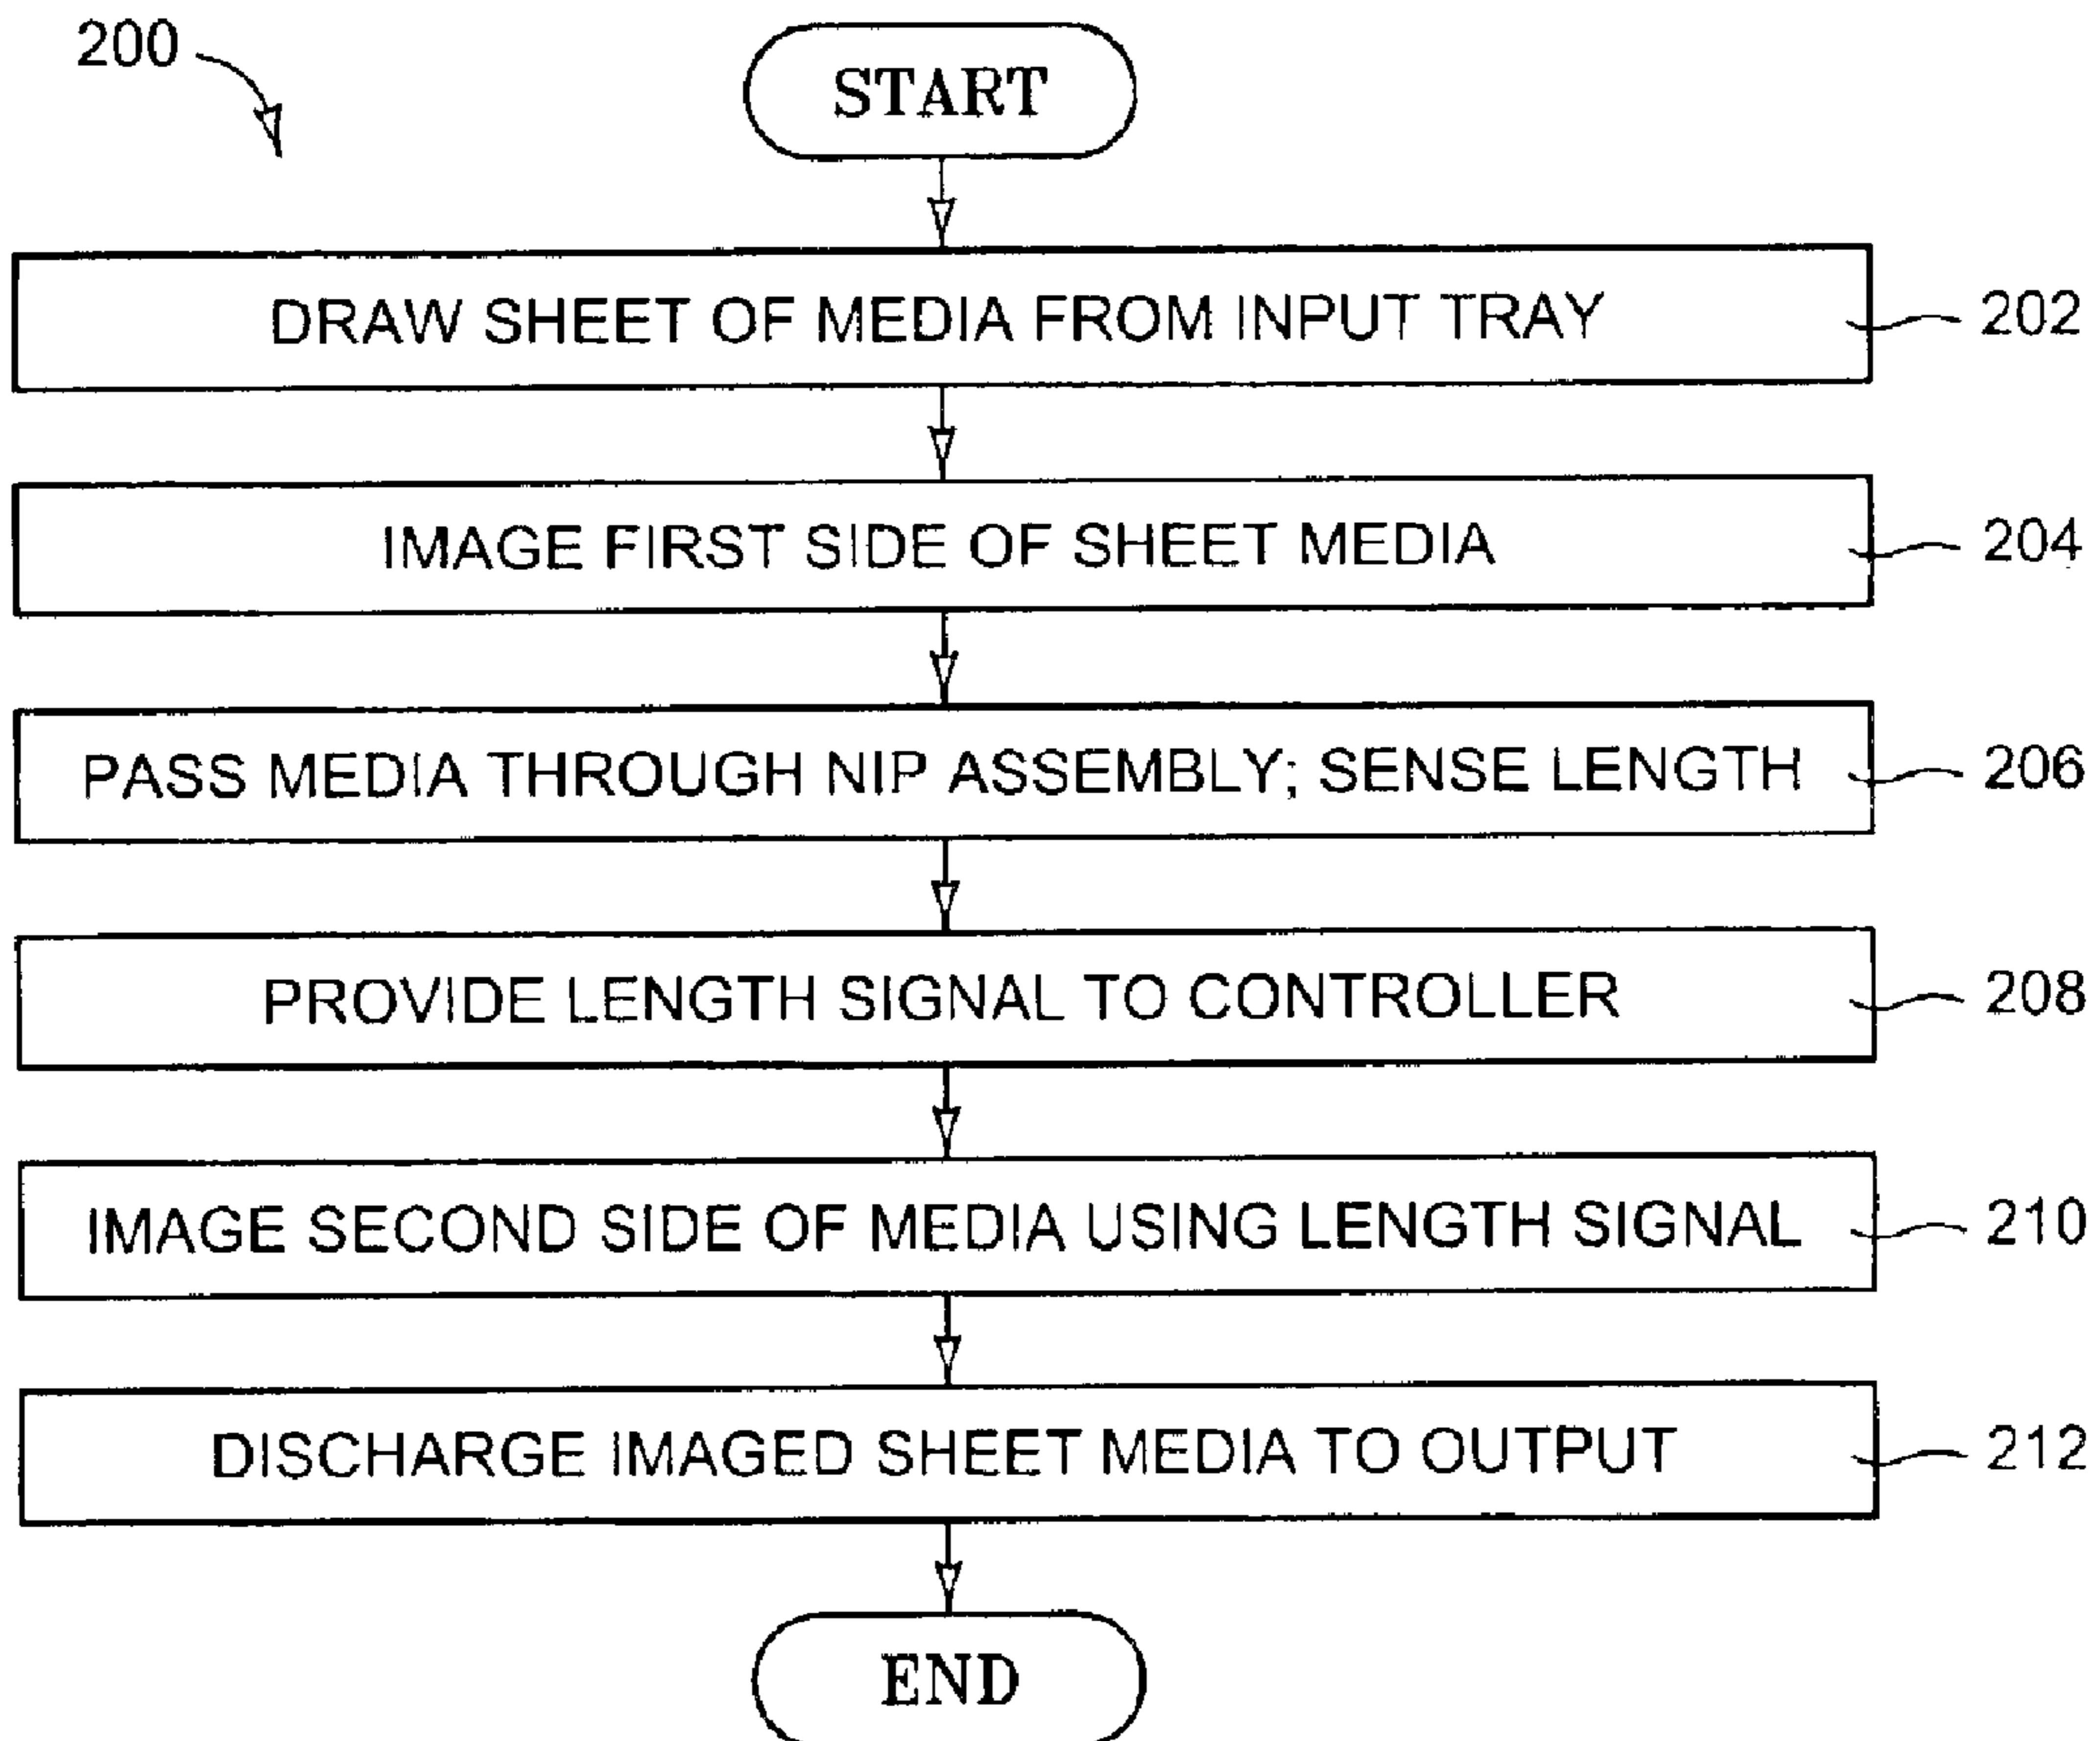 200
START
DRAW SHEET OF MEDIA FROM INPUT TRAY 202
IMAGE FIRST SIDE OF SHEET MEDIA 204
PASS MEDIA THROUGH NIP ASSEMBLY; SENSE LENGTH 206
PROVIDE LENGTH SIGNAL TO CONTROLLER 208
IMAGE SECOND SIDE OF MEDIA USING LENGTH SIGNAL 210
DISCHARGE IMAGED SHEET MEDIA TO OUTPUT 212
END